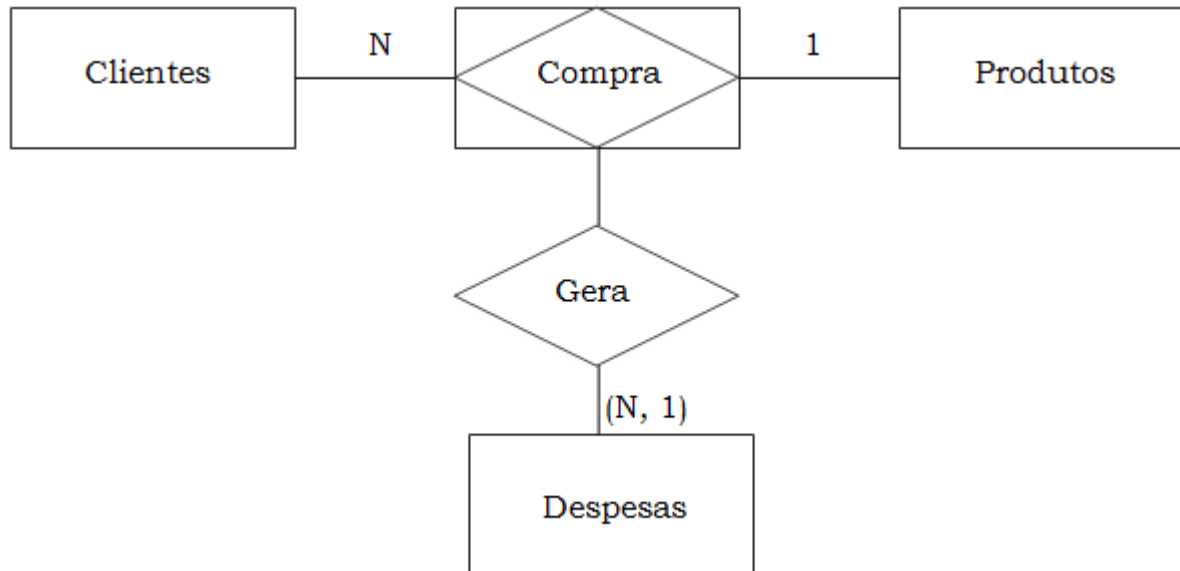 N
1
Clientes
Compra
Produtos
Gera
(N, 1)
Despesas